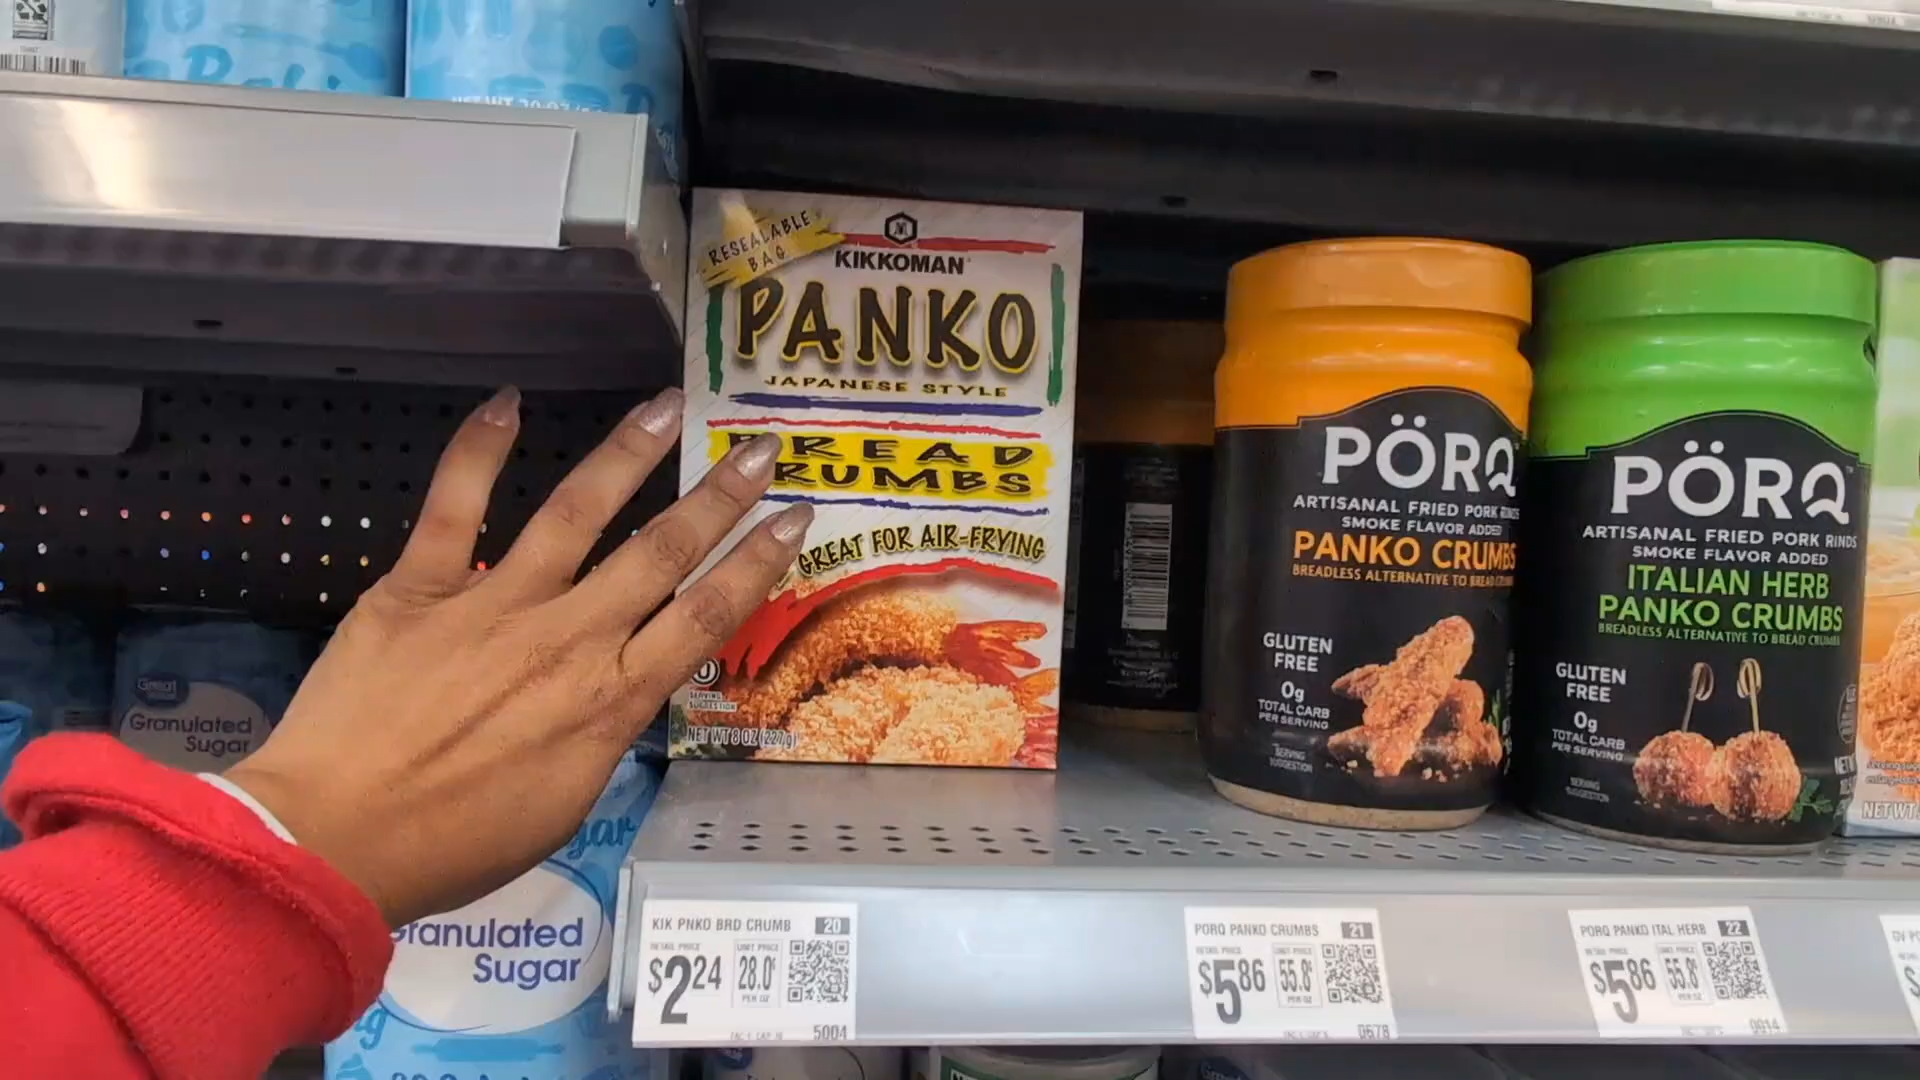 RESEALABLE
BAG
KIKKOMAN
PANKO
JAPANESE STYLE
BREAD
CRUMBS
GREAT FOR AIR-FRYING
SERVING
SUGGESTION
NET WT 8 OZ (227g)
PÖRQ
ARTISANAL FRIED PORK RINDS
SMOKE FLAVOR ADDED
PANKO CRUMBS
BREADLESS ALTERNATIVE TO BREAD CRUMBS
GLUTEN
FREE
0g
TOTAL CARB
PER SERVING
SERVING
SUGGESTION
PÖRQ
ARTISANAL FRIED PORK RINDS
SMOKE FLAVOR ADDED
ITALIAN HERB
PANKO CRUMBS
BREADLESS ALTERNATIVE TO BREAD CRUMBS
GLUTEN
FREE
0g
TOTAL CARB
PER SERVING
SERVING
SUGGESTION
NET WT
Great
Granulated
Sugar
Granulated
Sugar
KIK PNKO BRD CRUMB 20
RETAIL PRICE UNIT PRICE
$2.24 28.0¢
PER OZ
5004
PORQ PANKO CRUMBS 21
RETAIL PRICE UNIT PRICE
$5.86 55.8¢
PER OZ
0678
PORQ PANKO ITAL HERB 22
RETAIL PRICE UNIT PRICE
$5.86 55.8¢
PER OZ
0014